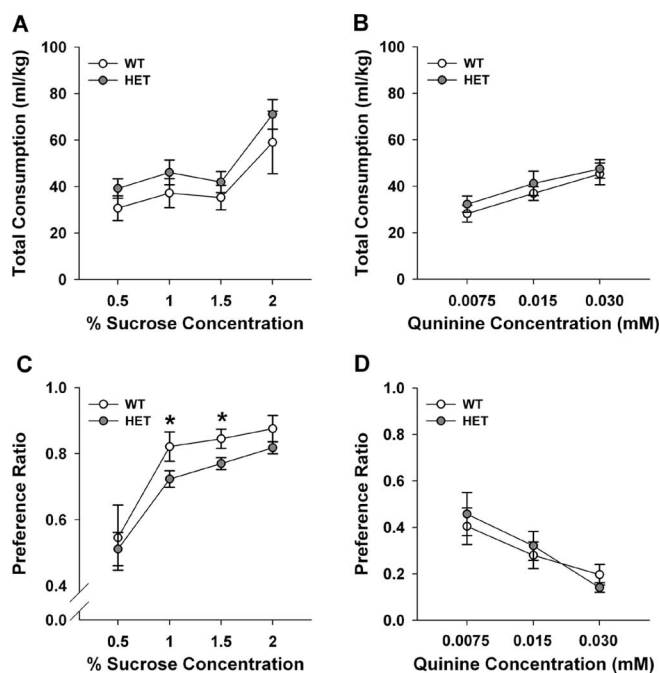 A
Total Consumption (ml/kg)
100
80
60
40
20
0
WT
HET
0.5 1 1.5 2
% Sucrose Concentration
B
Total Consumption (ml/kg)
100
80
60
40
20
0
WT
HET
0.0075 0.015 0.030
Quninine Concentration (mM)
C
Preference Ratio
1.0
0.8
0.6
0.4
0.0
WT
HET
* *
0.5 1 1.5 2
% Sucrose Concentration
D
Preference Ratio
1.0
0.8
0.6
0.4
0.2
0.0
WT
HET
0.0075 0.015 0.030
Quinine Concentration (mM)